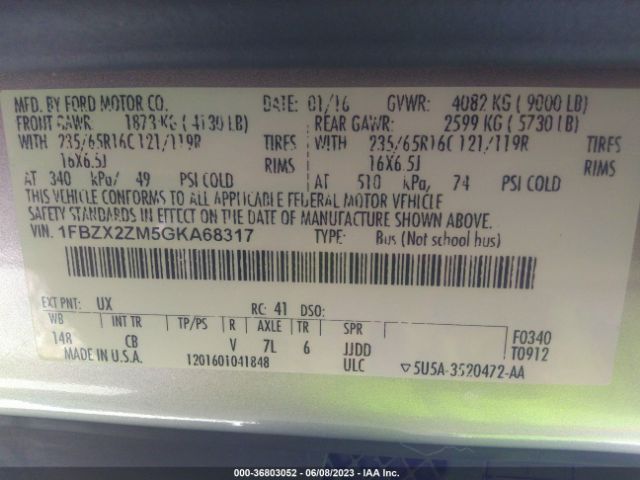 MFD. BY FORD MOTOR CO. DATE: 01/16 GVWR: 4082 KG ( 9000 LB)
FRONT GAWR: 1873 KG ( 4130 LB) REAR GAWR: 2599 KG ( 5730 LB)
WITH 235/65R16C 121/119R TIRES WITH 235/65R16C 121/119R TIRES
16X6.5J RIMS 16X6.5J RIMS
AT 340 kPa/ 49 PSI COLD AT 510 kPa/ 74 PSI COLD
THIS VEHICLE CONFORMS TO ALL APPLICABLE FEDERAL MOTOR VEHICLE
SAFETY STANDARDS IN EFFECT ON THE DATE OF MANUFACTURE SHOWN ABOVE.
VIN: 1FBZX2ZM5GKA68317 TYPE: Bus (Not school bus)
EXT PNT: UX RC: 41 DSO:
WB INT TR TP/PS R AXLE TR SPR F0340
148 CB V 7L 6 JJDD T0912
MADE IN U.S.A. 1201601041848 ULC ▽5U5A-3520472-AA
000-36803052 - 06/08/2023 - IAA Inc.